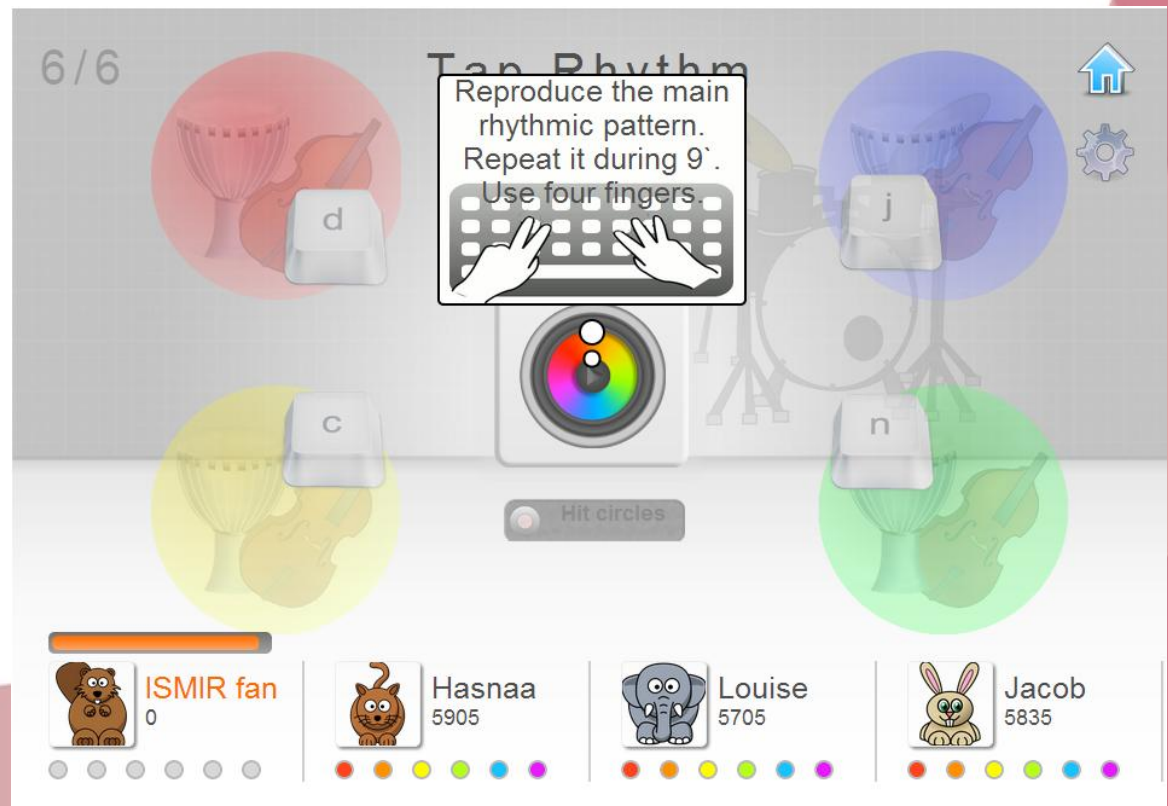 6/6
Tap Rhythm
Reproduce the main
rhythmic pattern.
Repeat it during 9`.
Use four fingers.
d
j
c
n
Hit circles
ISMIR fan
0
Hasnaa
5905
Louise
5705
Jacob
5835